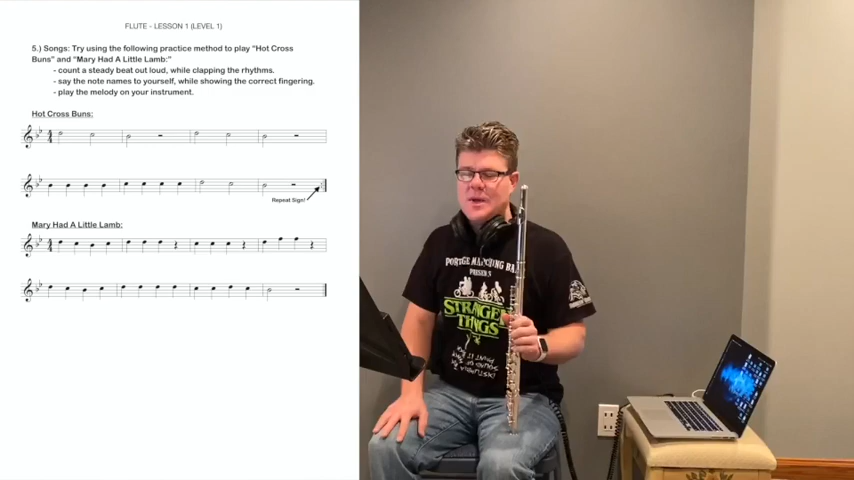 FLUTE - LESSON 1 (LEVEL 1)
5.) Songs: Try using the following practice method to play “Hot Cross
Buns” and “Mary Had A Little Lamb:”
- count a steady beat out loud, while clapping the rhythms.
- say the note names to yourself, while showing the correct fingering.
- play the melody on your instrument.
Hot Cross Buns:
Repeat Sign!
Mary Had A Little Lamb:
PORTGE MARCHING BAND
PRESENTS
STRANGER
THINGS